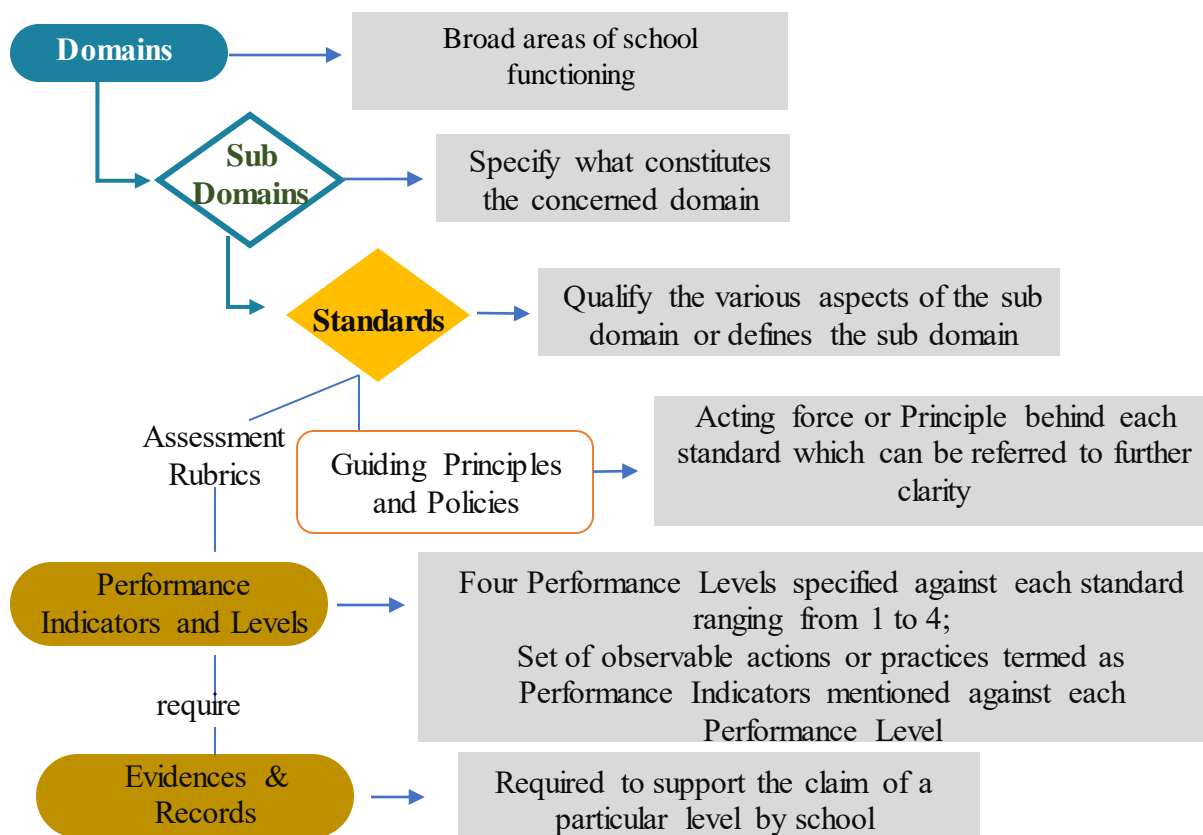 Domains
Broad areas of school
functioning
Sub
Domains
Specify what constitutes
the concerned domain
Standards
Qualify the various aspects of the sub
domain or defines the sub domain
Assessment
Rubrics
Guiding Principles
and Policies
Acting force or Principle behind each
standard which can be referred to further
clarity
Performance
Indicators and Levels
Four Performance Levels specified against each standard
ranging from 1 to 4;
Set of observable actions or practices termed as
Performance Indicators mentioned against each
Performance Level
require
Evidences &
Records
Required to support the claim of a
particular level by school